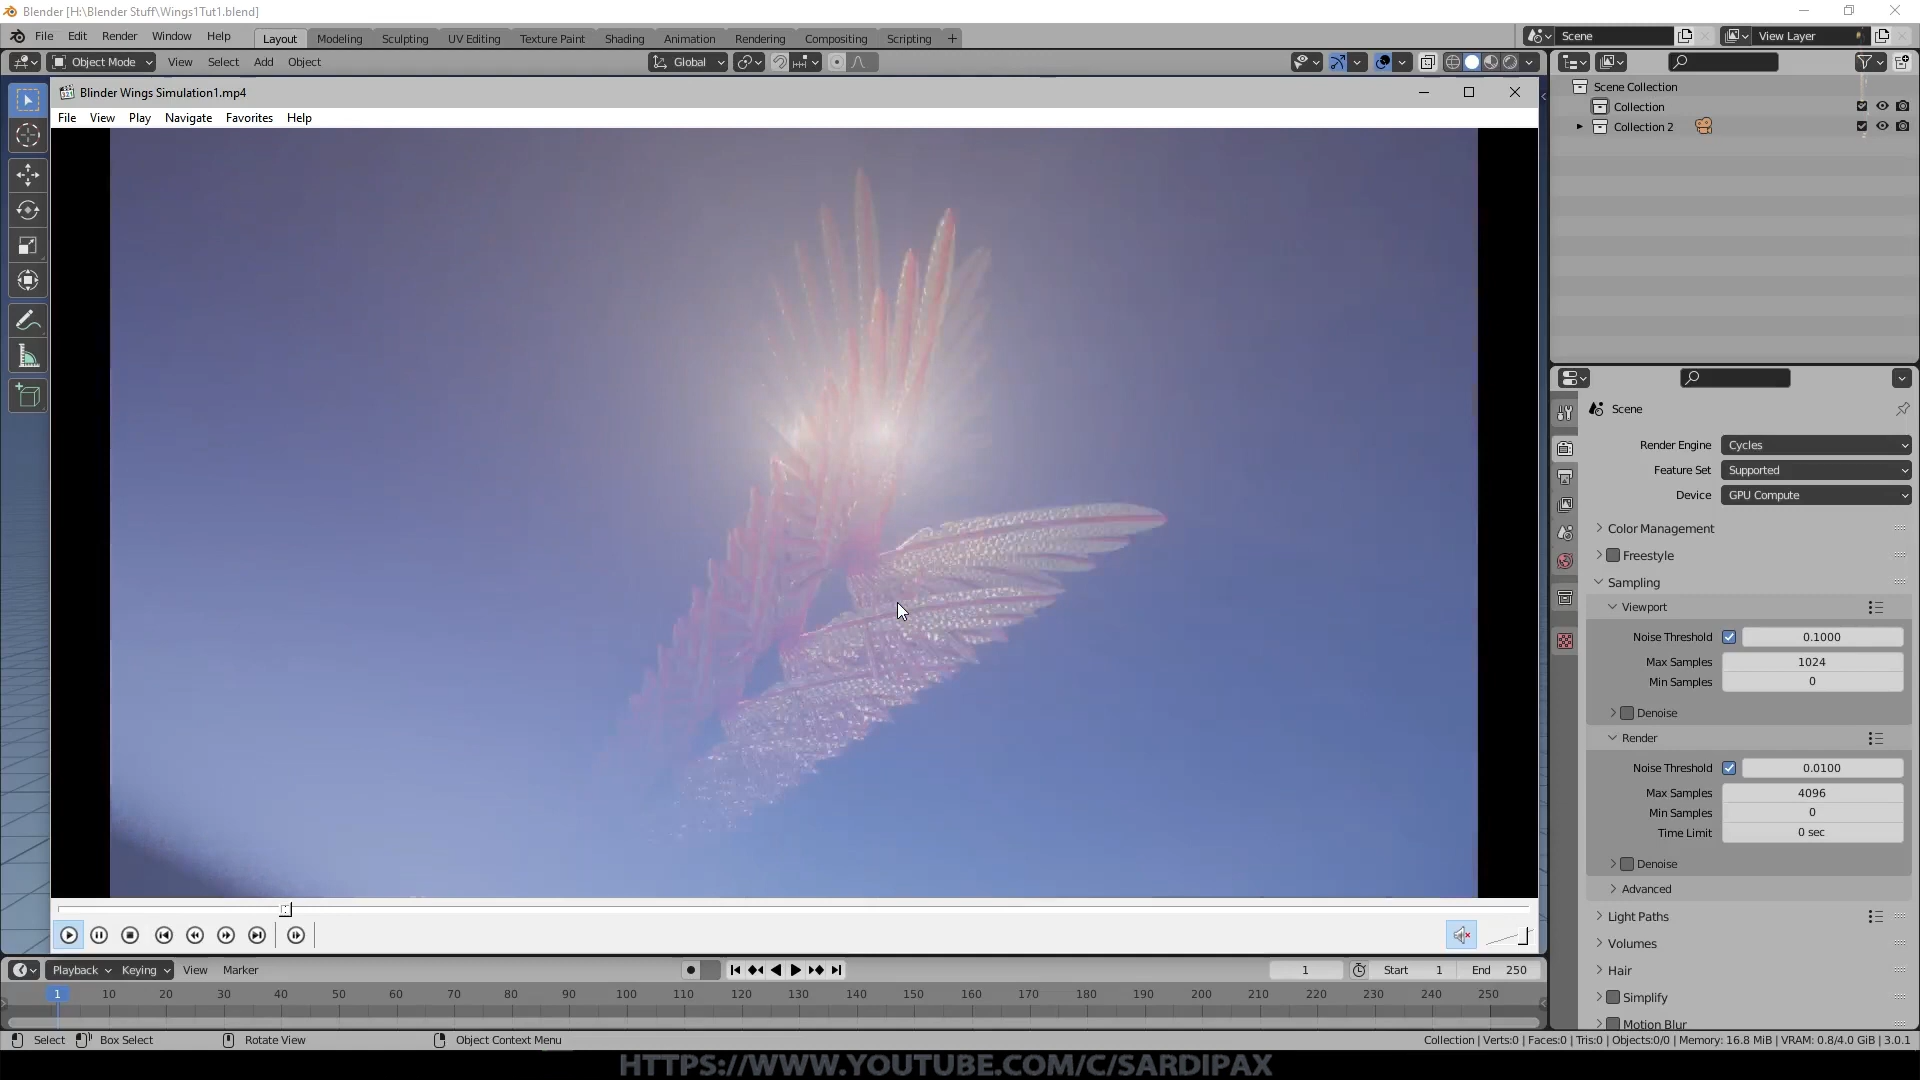 Blender [H:\Blender Stuff\Wings1Tut1.blend]
File Edit Render Window Help Layout Modeling Sculpting UV Editing Texture Paint Shading Animation Rendering Compositing Scripting + Scene View Layer
Object Mode View Select Add Object Global
Scene Collection
Collection
Collection 2
Blinder Wings Simulation1.mp4
File View Play Navigate Favorites Help
Scene
Render Engine Cycles
Feature Set Supported
Device GPU Compute
Color Management
Freestyle
Sampling
Viewport
Noise Threshold 0.1000
Max Samples 1024
Min Samples 0
Denoise
Render
Noise Threshold 0.0100
Max Samples 4096
Min Samples 0
Time Limit 0 sec
Denoise
Advanced
Light Paths
Volumes
Hair
Simplify
Motion Blur
Playback Keying View Marker 1 Start 1 End 250
1 10 20 30 40 50 60 70 80 90 100 110 120 130 140 150 160 170 180 190 200 210 220 230 240 250
Select Box Select Rotate View Object Context Menu Collection | Verts:0 | Faces:0 | Tris:0 | Objects:0/0 | Memory: 16.8 MiB | VRAM: 0.8/4.0 GiB | 3.0.1
HTTPS://WWW.YOUTUBE.COM/C/SARDIPAX